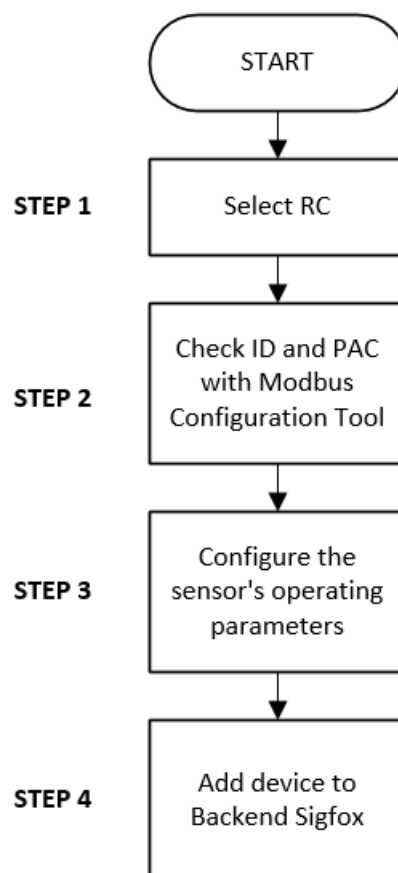 START
STEP 1
Select RC
STEP 2
Check ID and PAC
with Modbus
Configuration Tool
STEP 3
Configure the
sensor's operating
parameters
STEP 4
Add device to
Backend Sigfox